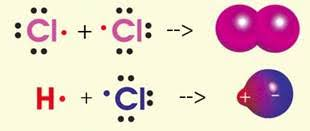 :Cl· + ·Cl: -->
H· + ·Cl: --> + -